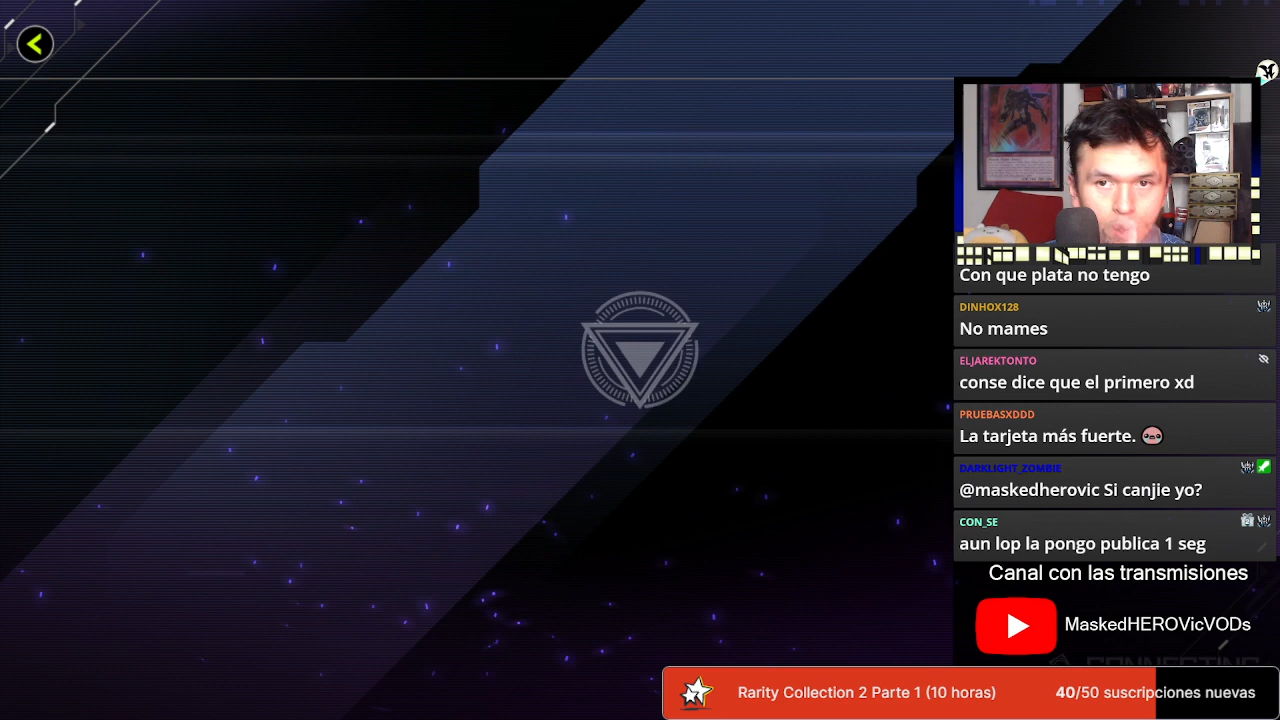 Con que plata no tengo
DINHOX128
No mames
ELJAREKTONTO
conse dice que el primero xd
PRUEBASXDDD
La tarjeta más fuerte.
DARKLIGHT_ZOMBIE
@maskedherovic Si canjie yo?
CON_SE
aun lop la pongo publica 1 seg
Canal con las transmisiones
MaskedHEROVicVODs
CONNECTING
Rarity Collection 2 Parte 1 (10 horas) 40/50 suscripciones nuevas